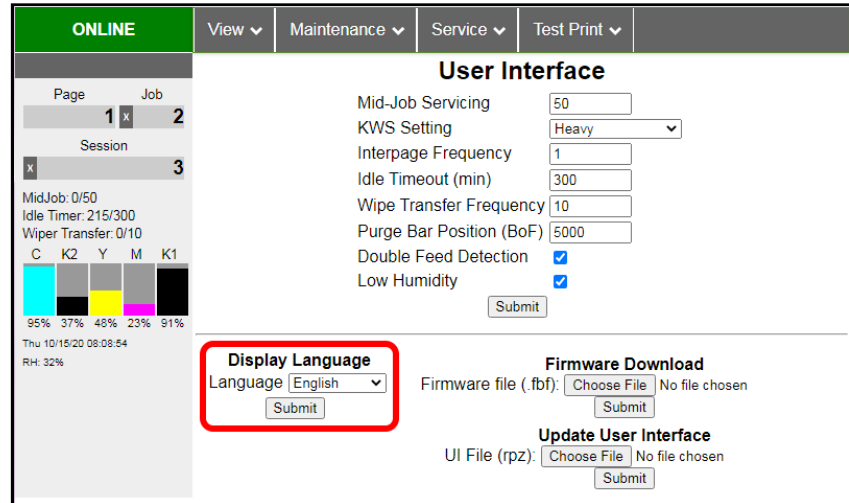 ONLINE
View
Maintenance
Service
Test Print
Page Job
1 x 2
Session
x 3
MidJob: 0/50
Idle Timer: 215/300
Wiper Transfer: 0/10
C K2 Y M K1
95% 37% 48% 23% 91%
Thu 10/15/20 08:08:54
RH: 32%
User Interface
Mid-Job Servicing 50
KWS Setting Heavy
Interpage Frequency 1
Idle Timeout (min) 300
Wipe Transfer Frequency 10
Purge Bar Position (BoF) 5000
Double Feed Detection
Low Humidity
Submit
Display Language
Language English
Submit
Firmware Download
Firmware file (.fbf): Choose File No file chosen
Submit
Update User Interface
UI File (rpz): Choose File No file chosen
Submit